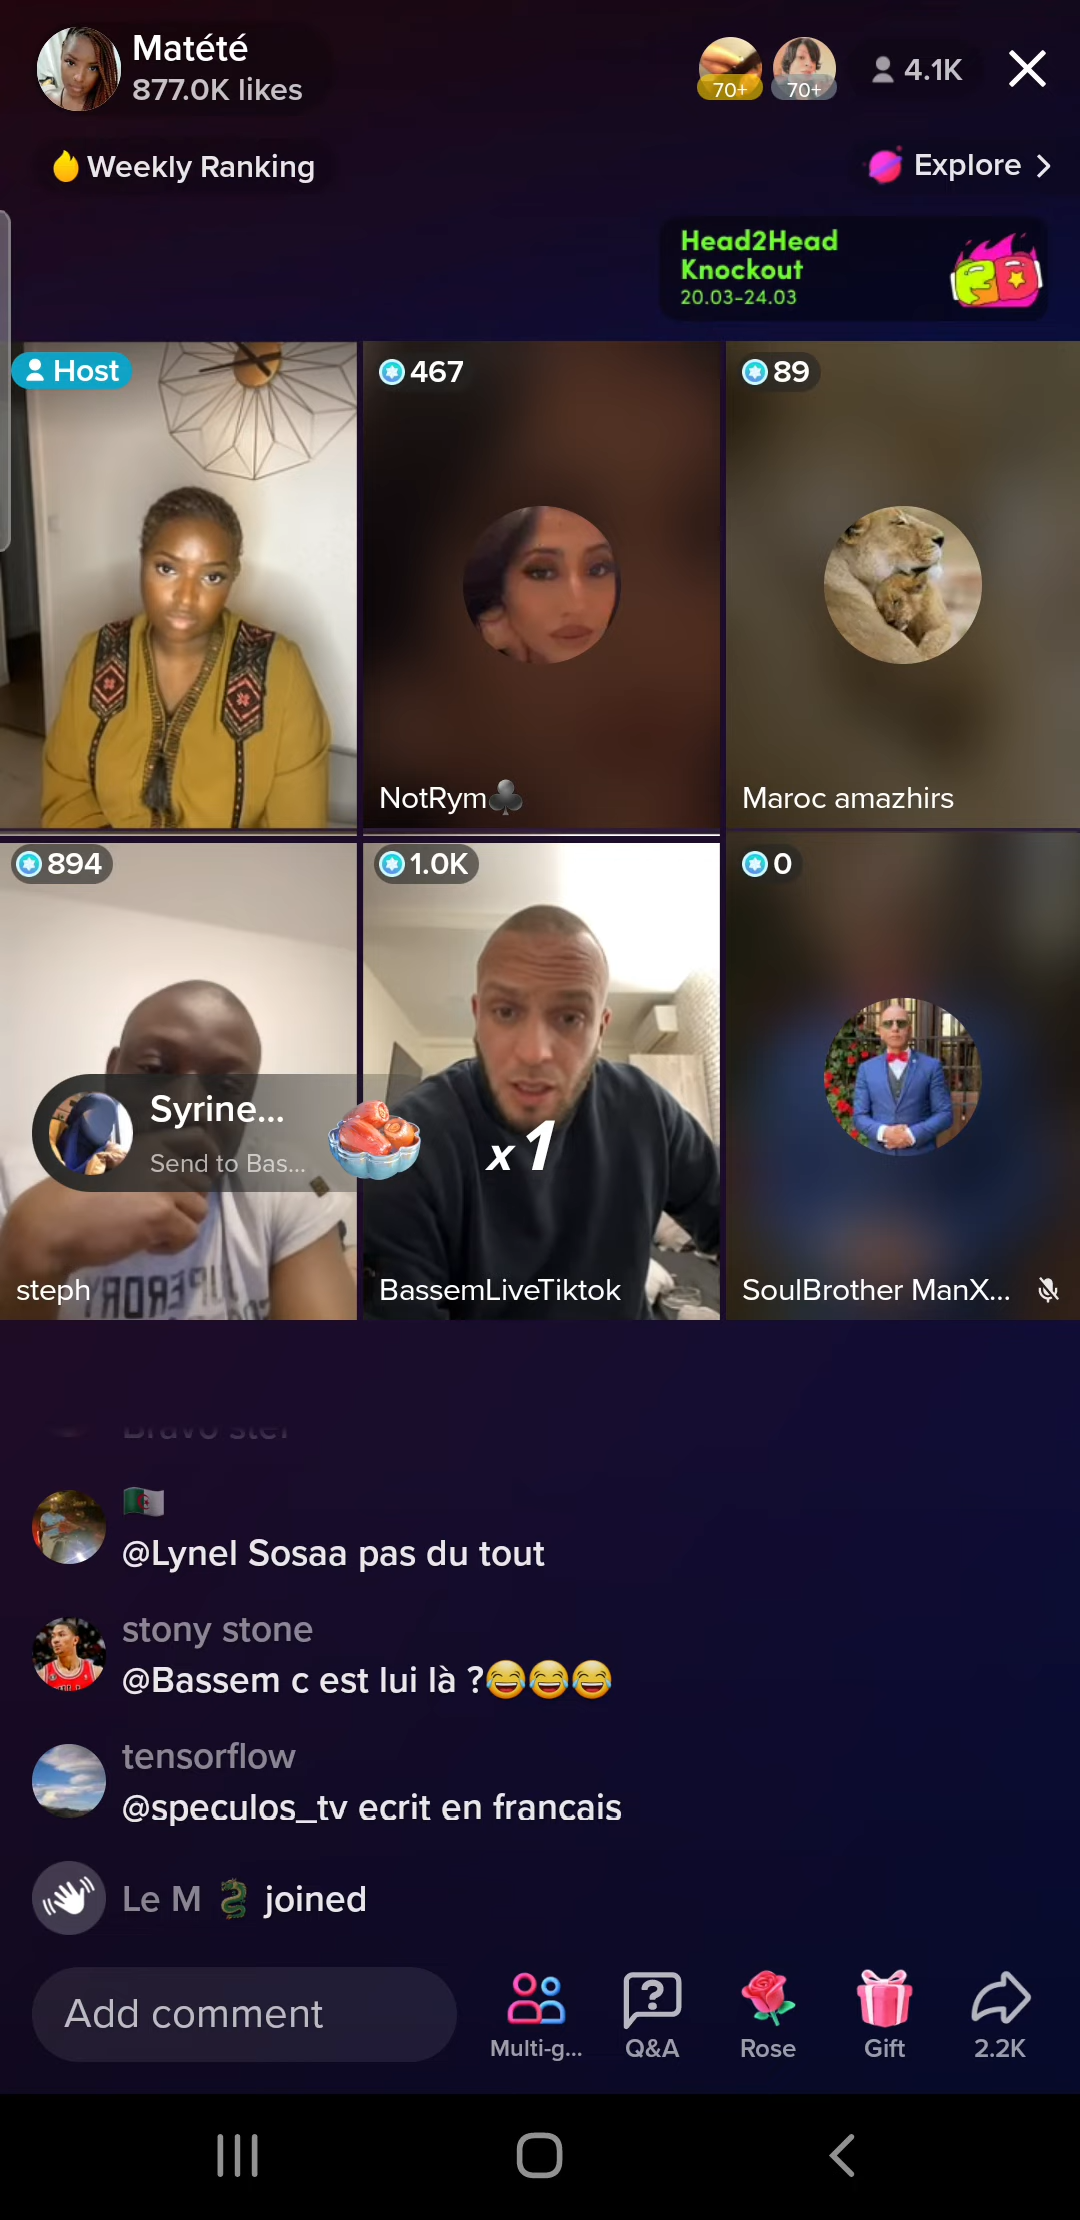 Matété
877.0K likes
70+
70+
4.1K
Weekly Ranking
Explore
Head2Head
Knockout
20.03-24.03
Host
467
89
NotRym♣
Maroc amazhirs
894
1.0K
0
Syrine...
Send to Bas...
x1
steph
BassemLiveTiktok
SoulBrother ManX...
🇩🇿
@Lynel Sosaa pas du tout
stony stone
@Bassem c est lui là ?😂😂😂
tensorflow
@speculos_tv ecrit en francais
Le M 🐉 joined
Add comment
Multi-g...
Q&A
Rose
Gift
2.2K